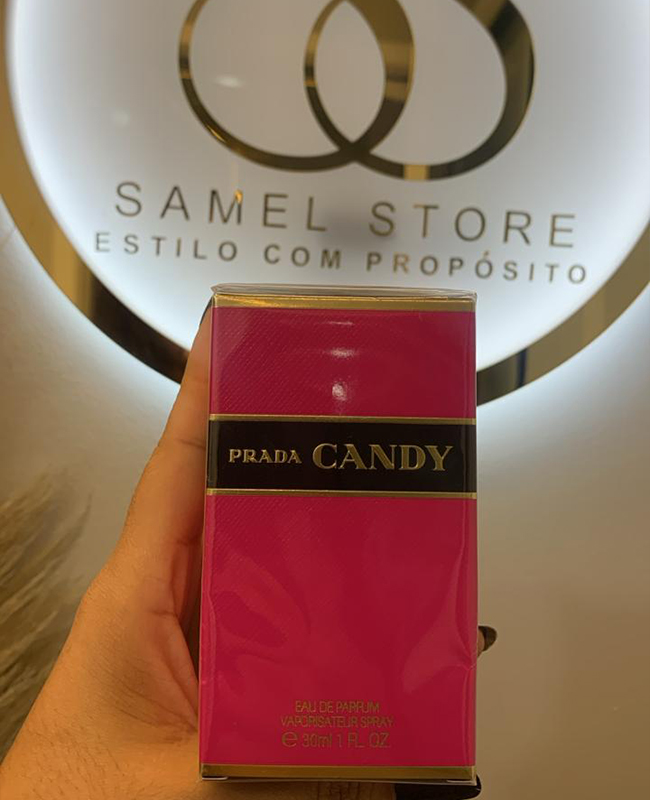 SAMEL STORE
ESTILO COM PROPÓSITO
PRADA CANDY
EAU DE PARFUM
VAPORISATEUR SPRAY
℮ 30ml 1 FL. OZ.